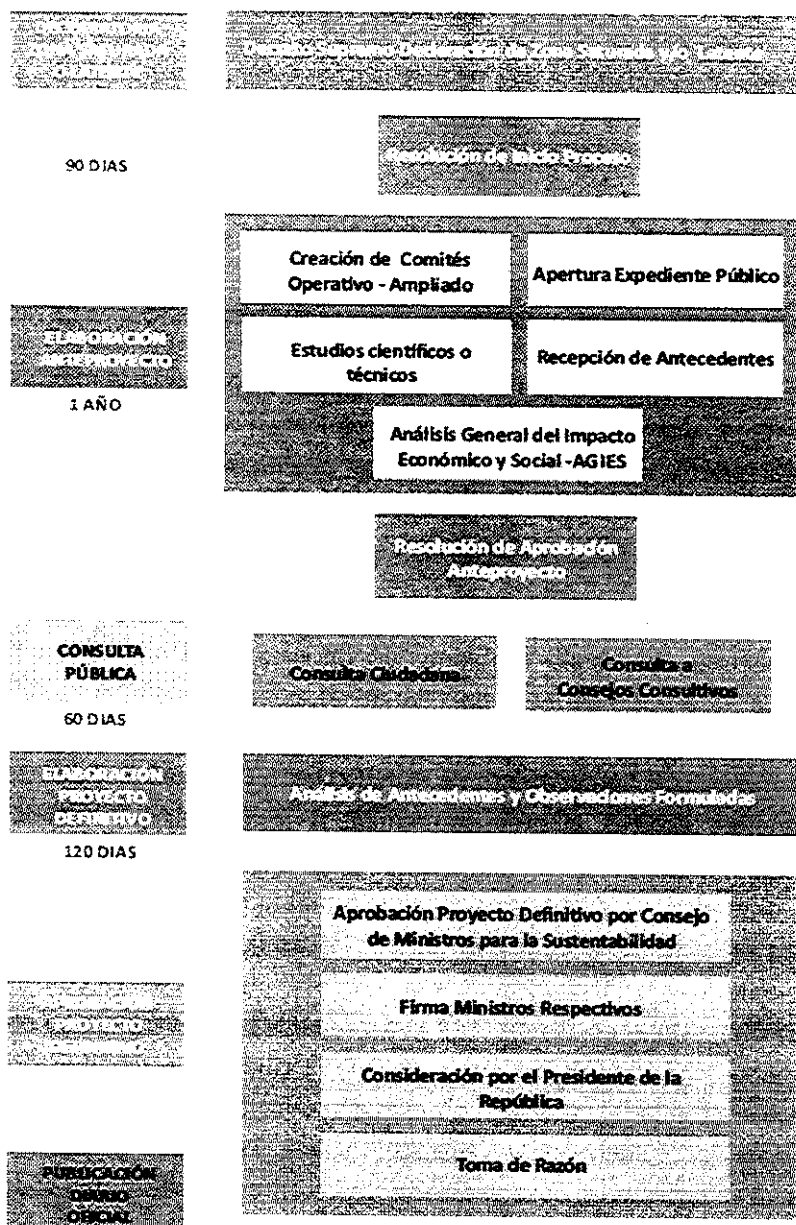 Resolución de Inicio Proceso
90 DIAS
Creación de Comités
Operativo - Ampliado
Apertura Expediente Público
Estudios científicos o
técnicos
Recepción de Antecedentes
Análisis General del Impacto
Económico y Social -AGIES
ELABORACIÓN
ANTEPROYECTO
1 AÑO
Resolución de Aprobación
Anteproyecto
CONSULTA
PÚBLICA
60 DIAS
Consulta Ciudadana
Consulta a
Consejos Consultivos
ELABORACIÓN
PROYECTO
DEFINITIVO
120 DIAS
Análisis de Antecedentes y Observaciones Formuladas
Aprobación Proyecto Definitivo por Consejo
de Ministros para la Sustentabilidad
Firma Ministros Respectivos
Consideración por el Presidente de la
República
Toma de Razón
PUBLICACIÓN
DIARIO
OFICIAL